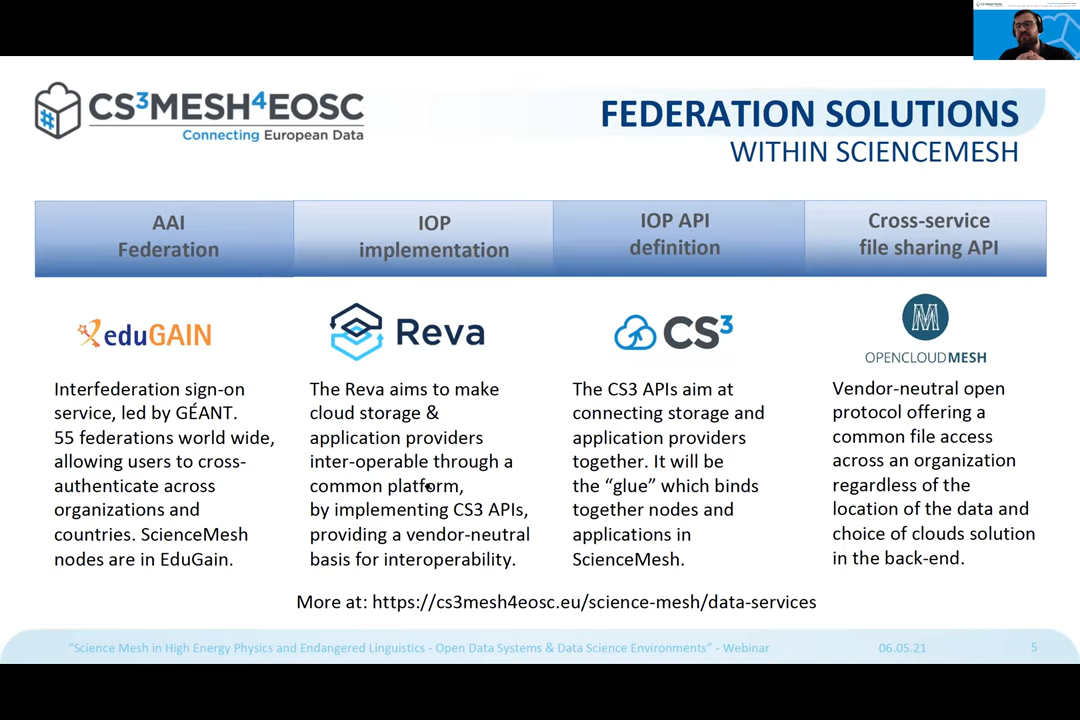 CS3MESH4EOSC
Connecting European Data
FEDERATION SOLUTIONS
WITHIN SCIENCEMESH
AAI
Federation
IOP
implementation
IOP API
definition
Cross-service
file sharing API
eduGAIN
Interfederation sign-on
service, led by GÉANT.
55 federations world wide,
allowing users to cross-
authenticate across
organizations and
countries. ScienceMesh
nodes are in EduGain.
Reva
The Reva aims to make
cloud storage &
application providers
inter-operable through a
common platform,
by implementing CS3 APIs,
providing a vendor-neutral
basis for interoperability.
CS3
The CS3 APIs aim at
connecting storage and
application providers
together. It will be
the “glue” which binds
together nodes and
applications in
ScienceMesh.
M
OPENCLOUDMESH
Vendor-neutral open
protocol offering a
common file access
across an organization
regardless of the
location of the data and
choice of clouds solution
in the back-end.
More at: https://cs3mesh4eosc.eu/science-mesh/data-services
“Science Mesh in High Energy Physics and Endangered Linguistics - Open Data Systems & Data Science Environments” - Webinar
06.05.21
5